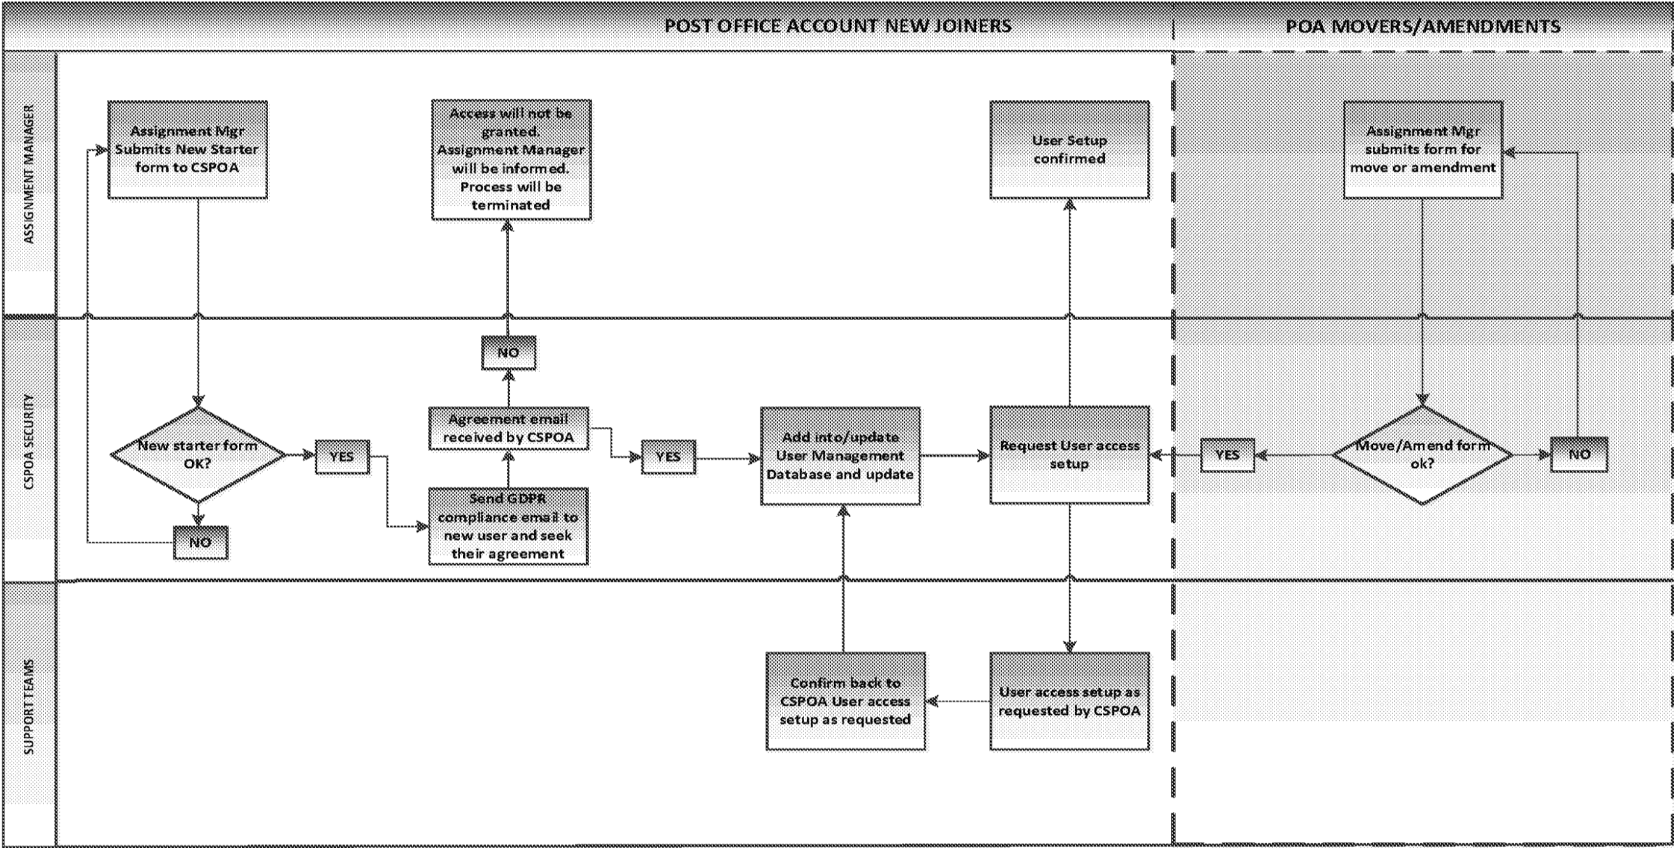 POST OFFICE ACCOUNT NEW JOINERS
POA MOVERS/AMENDMENTS
ASSIGNMENT MANAGER
Assignment Mgr
Submits New Starter
form to CSPOA
Access will not be
granted.
Assignment Manager
will be informed.
Process will be
terminated
User Setup
confirmed
Assignment Mgr
submits form for
move or amendment
CSPOA SECURITY
New starter form
OK?
YES
NO
NO
Agreement email
received by CSPOA
Send GDPR
compliance email to
new user and seek
their agreement
YES
Add into/update
User Management
Database and update
Request User access
setup
YES
Move/Amend form
ok?
NO
SUPPORT TEAMS
Confirm back to
CSPOA User access
setup as requested
User access setup as
requested by CSPOA